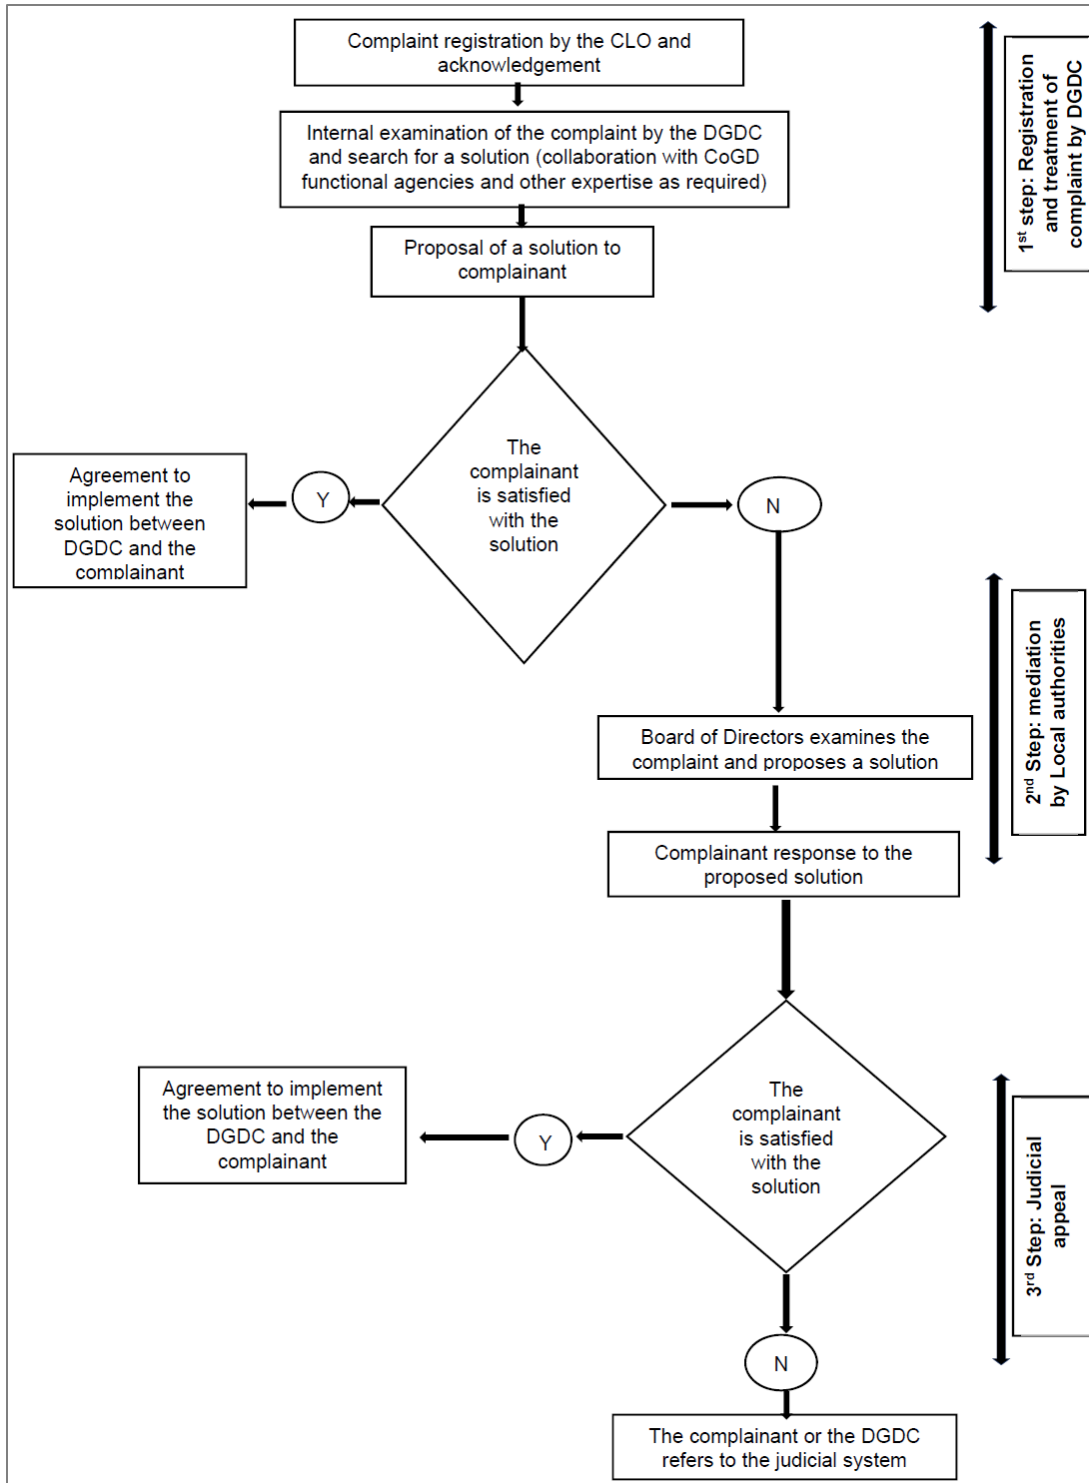 Complaint registration by the CLO and
acknowledgement
Internal examination of the complaint by the DGDC
and search for a solution (collaboration with CoGD
functional agencies and other expertise as required)
Proposal of a solution to
complainant
1st step: Registration
and treatment of
complaint by DGDC
The
complainant
is satisfied
with the
solution
Y
N
Agreement to
implement the
solution between
DGDC and the
complainant
Board of Directors examines the
complaint and proposes a solution
Complainant response to the
proposed solution
2nd Step: mediation
by Local authorities
The
complainant
is satisfied
with the
solution
Y
Agreement to implement
the solution between the
DGDC and the
complainant
N
The complainant or the DGDC
refers to the judicial system
3rd Step: Judicial
appeal